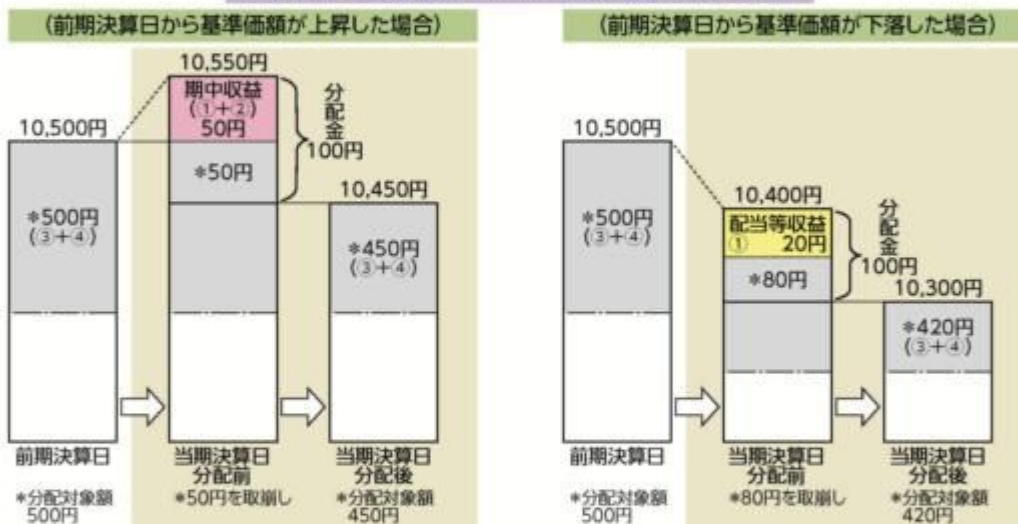 (前期決算日から基準価額が上昇した場合)
10,550円
期中収益
(①+②)
50円
*50円
分配金
100円
10,500円
*500円
(③+④)
10,450円
*450円
(③+④)
前期決算日
当期決算日
分配前
当期決算日
分配後
*分配対象額
500円
*50円を取崩し
*分配対象額
450円
(前期決算日から基準価額が下落した場合)
10,500円
*500円
(③+④)
10,400円
配当等収益
① 20円
*80円
分配金
100円
10,300円
*420円
(③+④)
前期決算日
当期決算日
分配前
当期決算日
分配後
*分配対象額
500円
*80円を取崩し
*分配対象額
420円